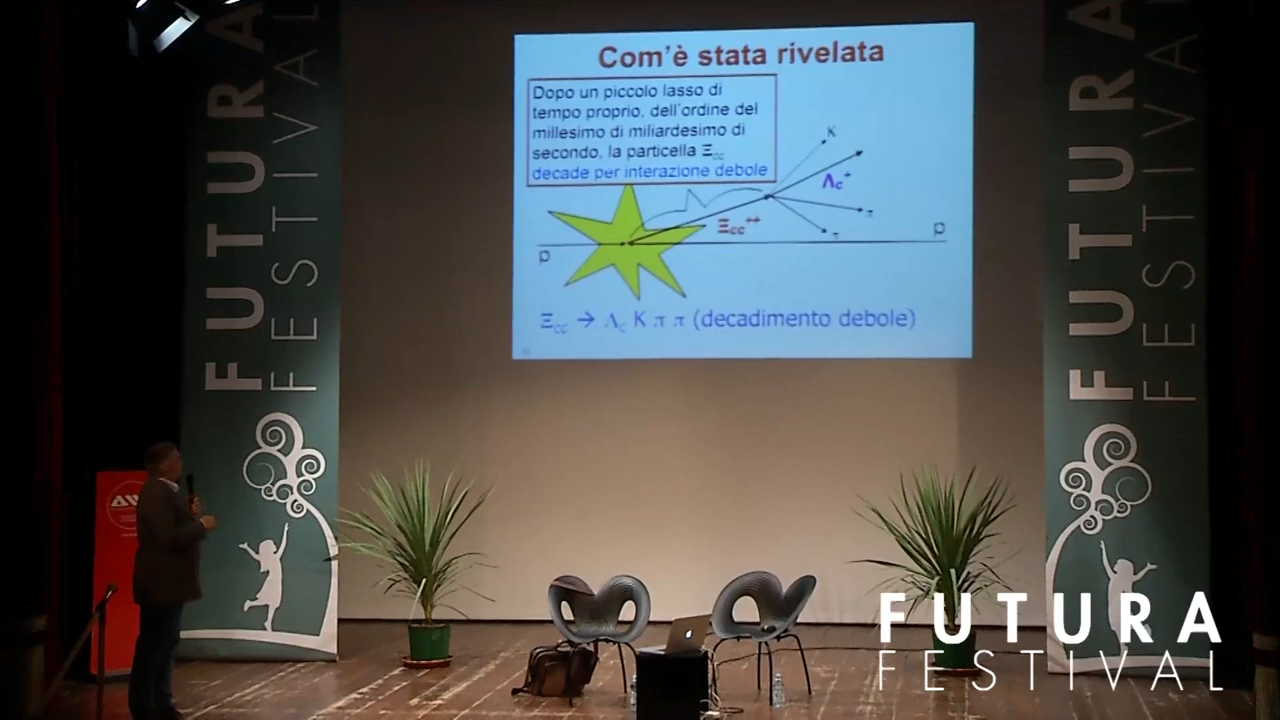 FUTURA
FESTIVAL
Com'è stata rivelata
Dopo un piccolo lasso di
tempo proprio, dell'ordine del
millesimo di miliardesimo di
secondo, la particella Ξcc
decade per interazione debole
K
Λc⁺
π
π
Ξcc⁺⁺
p
p
Ξcc → Λc K π π (decadimento debole)
FUTURA
FESTIVAL
FUTURA
FESTIVAL